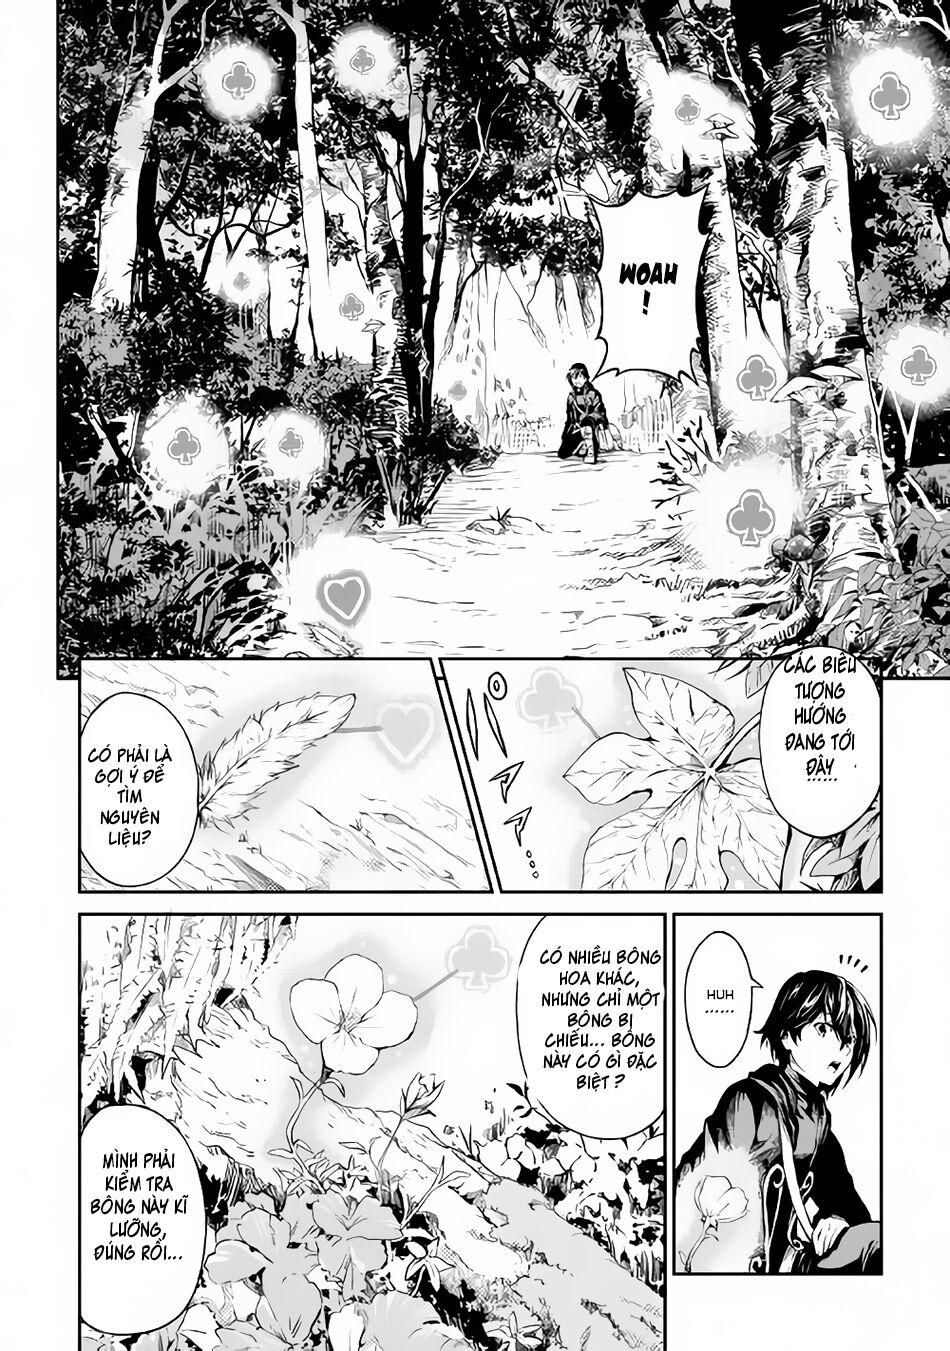 WOAH
!
CÁC BIỂU
TƯỢNG
HƯỚNG
ĐANG TỚI
ĐÂY
......
CÓ PHẢI LÀ
GỢI Ý ĐỂ
TÌM
NGUYÊN
LIỆU?
HUH
......
CÓ NHIỀU BÔNG
HOA KHÁC,
NHƯNG CHỈ MỘT
BÔNG BỊ
CHIẾU... BÔNG
NÀY CÓ GÌ ĐẶC
BIỆT ?
MÌNH PHẢI
KIỂM TRA
BÔNG NÀY KĨ
LƯỠNG,
ĐÚNG RỒI...